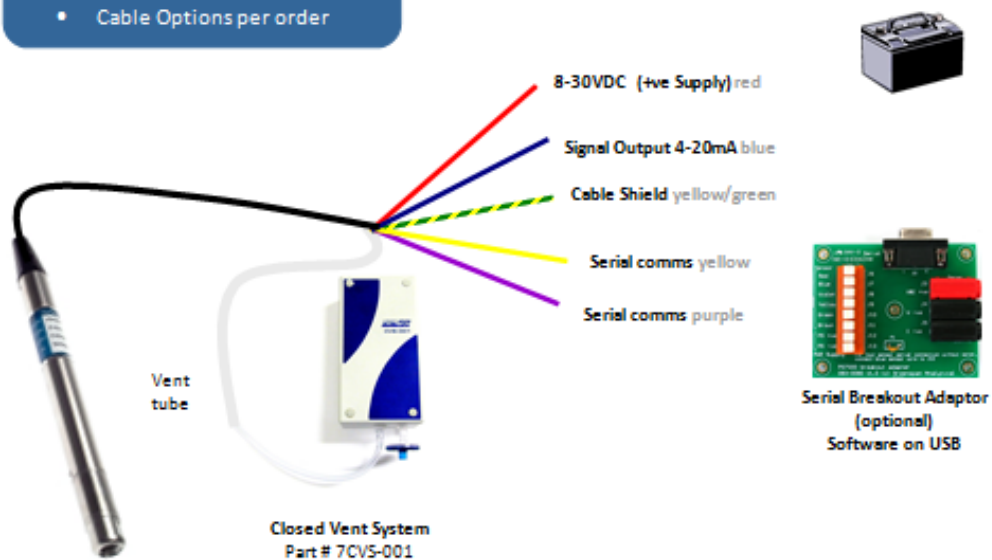 • Cable Options per order
8-30VDC (+ve Supply) red
Signal Output 4-20mA blue
Cable Shield yellow/green
Serial comms yellow
Serial comms purple
Vent
tube
Closed Vent System
Part # 7CVS-001
Serial Breakout Adaptor
(optional)
Software on USB